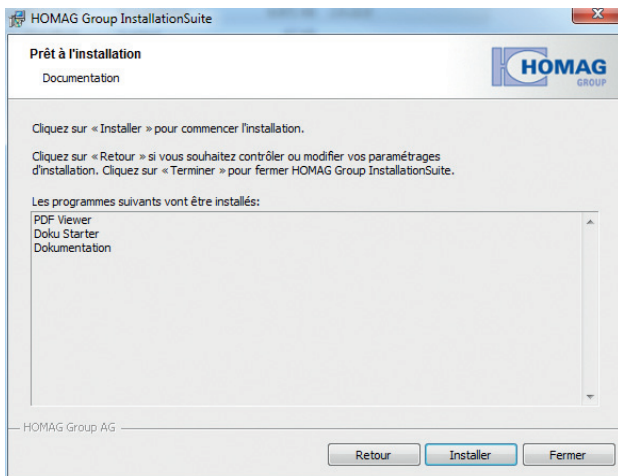 HOMAG Group InstallationSuite
Prêt à l'installation
Documentation
HOMAG
GROUP
Cliquez sur « Installer » pour commencer l'installation.
Cliquez sur « Retour » si vous souhaitez contrôler ou modifier vos paramétrages
d'installation. Cliquez sur « Terminer » pour fermer HOMAG Group InstallationSuite.
Les programmes suivants vont être installés:
PDF Viewer
Doku Starter
Dokumentation
HOMAG Group AG
Retour Installer Fermer